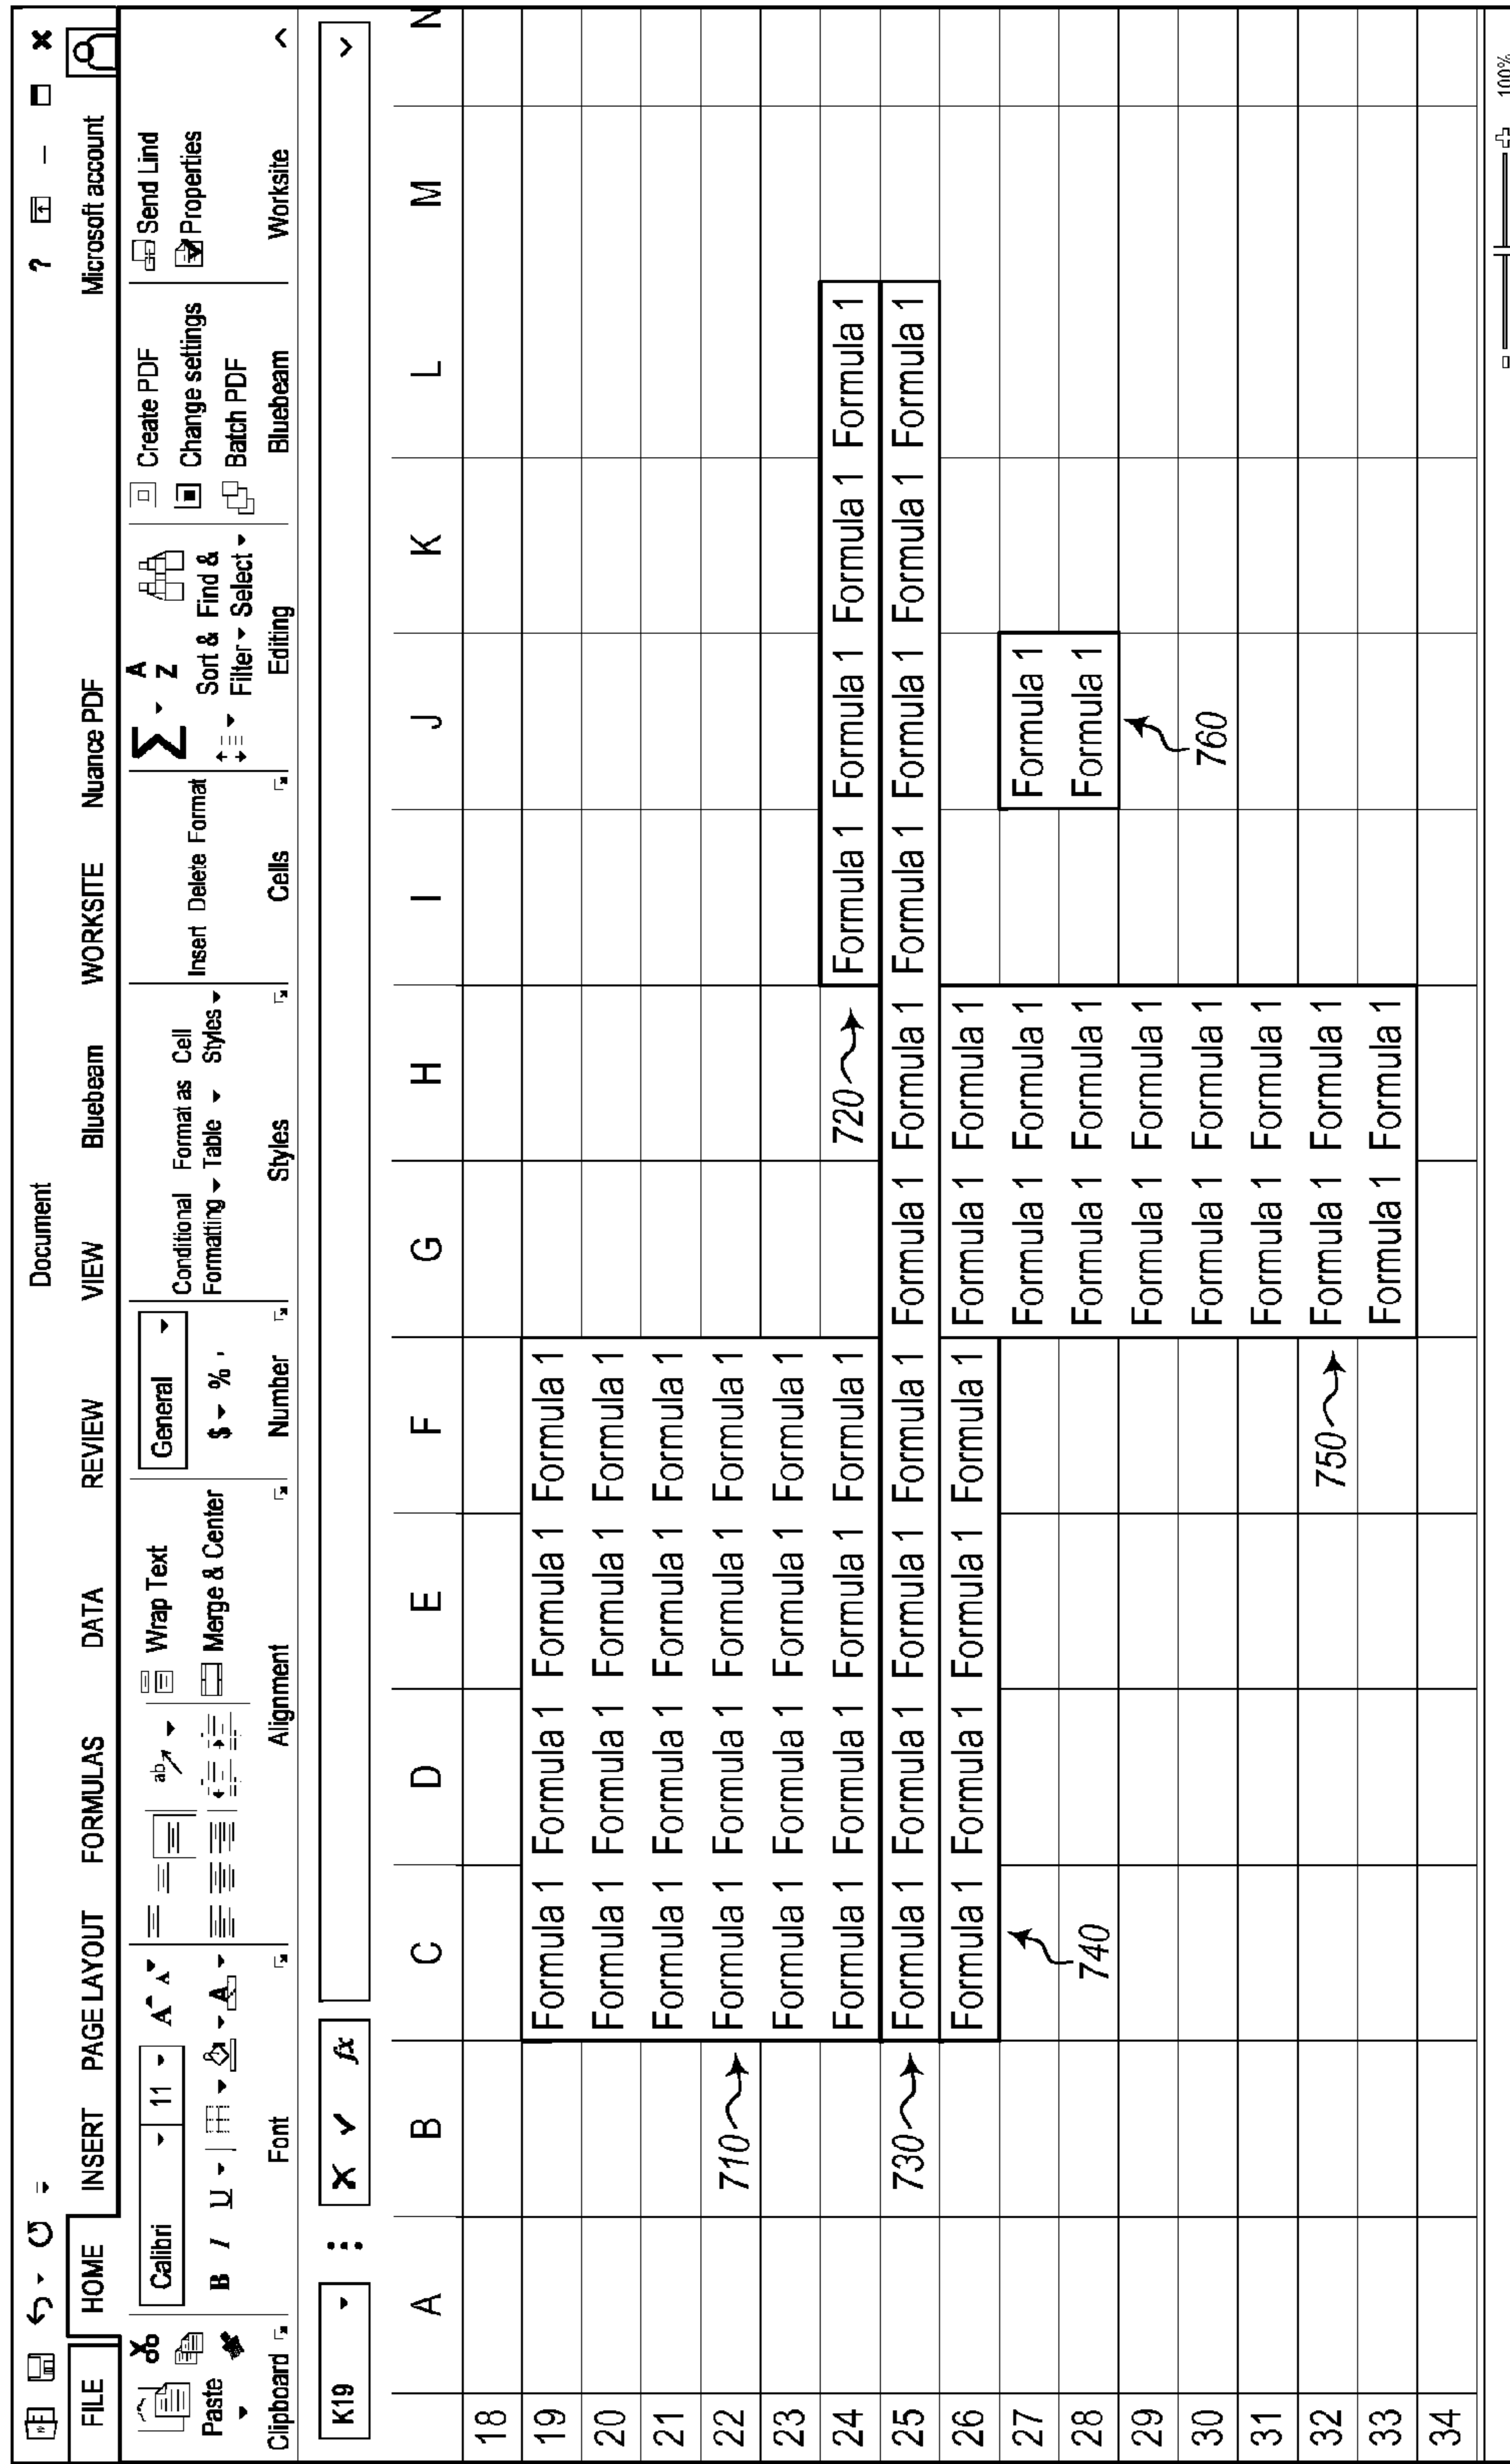 Document
? – ×
FILE HOME INSERT PAGE LAYOUT FORMULAS DATA REVIEW VIEW Bluebeam WORKSITE Nuance PDF Microsoft account
Calibri 11 A A Wrap Text General Σ A Z Create PDF Send Lind
Paste B I U A Merge & Center $ % , Conditional Formatting Format as Table Cell Styles Insert Delete Format Sort & Filter Find & Select Change settings Properties
Batch PDF
Clipboard Font Alignment Number Styles Cells Editing Bluebeam Worksite
K19 fx
A B C D E F G H I J K L M N
18
19 Formula 1 Formula 1 Formula 1 Formula 1
20 Formula 1 Formula 1 Formula 1 Formula 1
21 Formula 1 Formula 1 Formula 1 Formula 1
22 710 Formula 1 Formula 1 Formula 1 Formula 1
23 Formula 1 Formula 1 Formula 1 Formula 1
24 Formula 1 Formula 1 Formula 1 Formula 1 720 Formula 1 Formula 1 Formula 1 Formula 1
25 730 Formula 1 Formula 1 Formula 1 Formula 1 Formula 1 Formula 1 Formula 1 Formula 1 Formula 1 Formula 1
26 Formula 1 Formula 1 Formula 1 Formula 1 Formula 1 Formula 1
27 Formula 1 Formula 1 Formula 1
28 740 Formula 1 Formula 1 Formula 1
29 Formula 1 Formula 1
30 Formula 1 Formula 1 760
31 Formula 1 Formula 1
32 750 Formula 1 Formula 1
33 Formula 1 Formula 1
34
100%